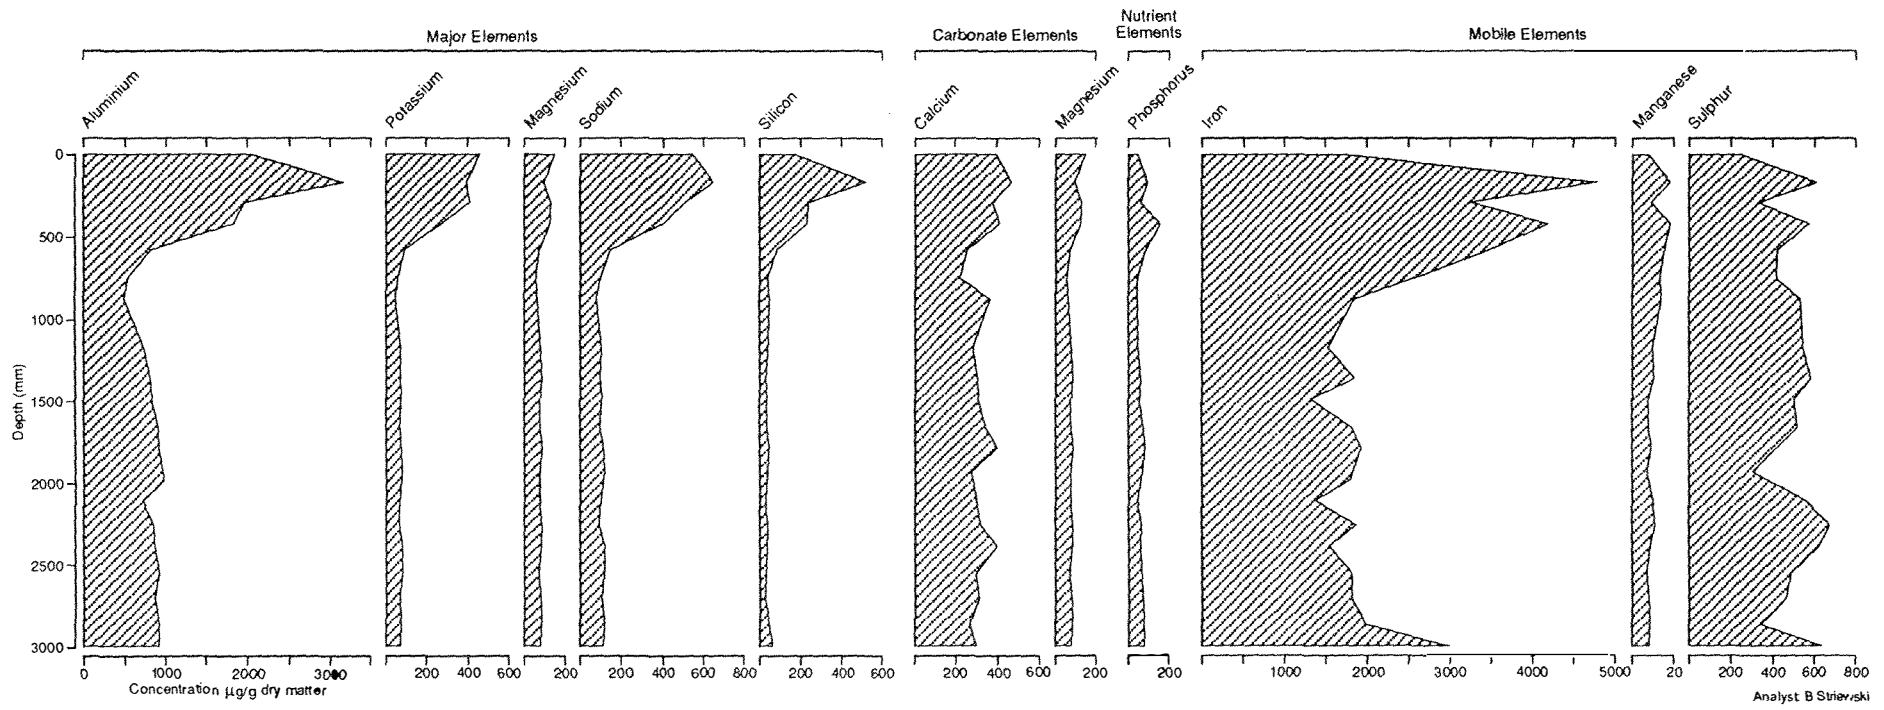 Major Elements
Carbonate Elements
Nutrient
Elements
Mobile Elements
Aluminium
Potassium
Magnesium
Sodium
Silicon
Calcium
Magnesium
Phosphorus
Iron
Manganese
Sulphur
0
500
1000
1500
2000
2500
3000
Depth (mm)
0 1000 2000 3000
200 400 600
200
200 400 600 800
200 400 600
200 400 600
200
200
1000 2000 3000 4000 5000
20
200 400 600 800
Concentration µg/g dry matter
Analyst B Striewski